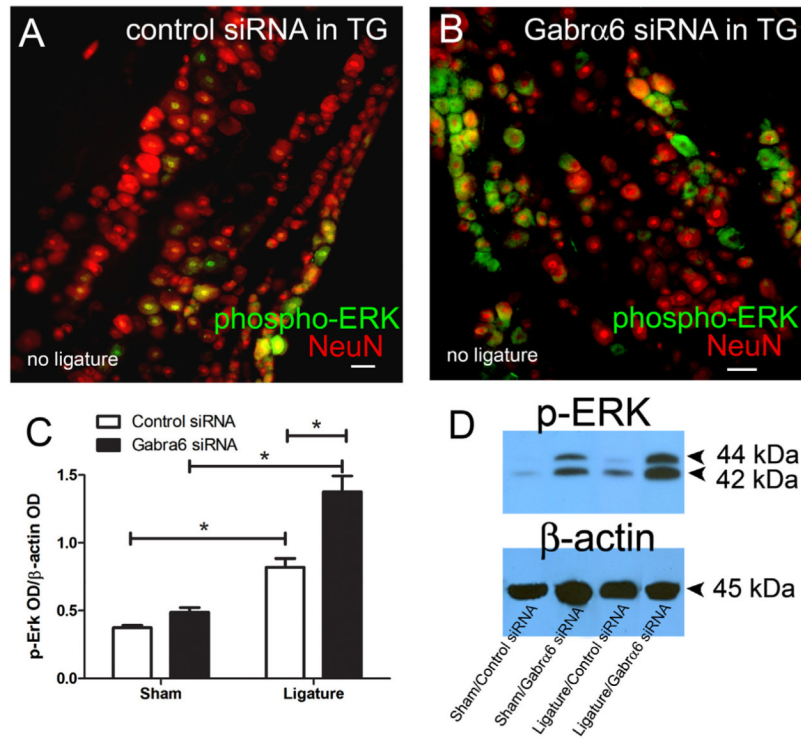 A
control siRNA in TG
phospho-ERK
NeuN
no ligature
B
Gabrα6 siRNA in TG
phospho-ERK
NeuN
no ligature
C
Control siRNA
Gabra6 siRNA
*
*
*
1.5
1.0
0.5
0.0
p-Erk OD/β-actin OD
Sham
Ligature
D
p-ERK
44 kDa
42 kDa
β-actin
45 kDa
Sham/Control siRNA
Sham/Gabrα6 siRNA
Ligature/Control siRNA
Ligature/Gabrα6 siRNA